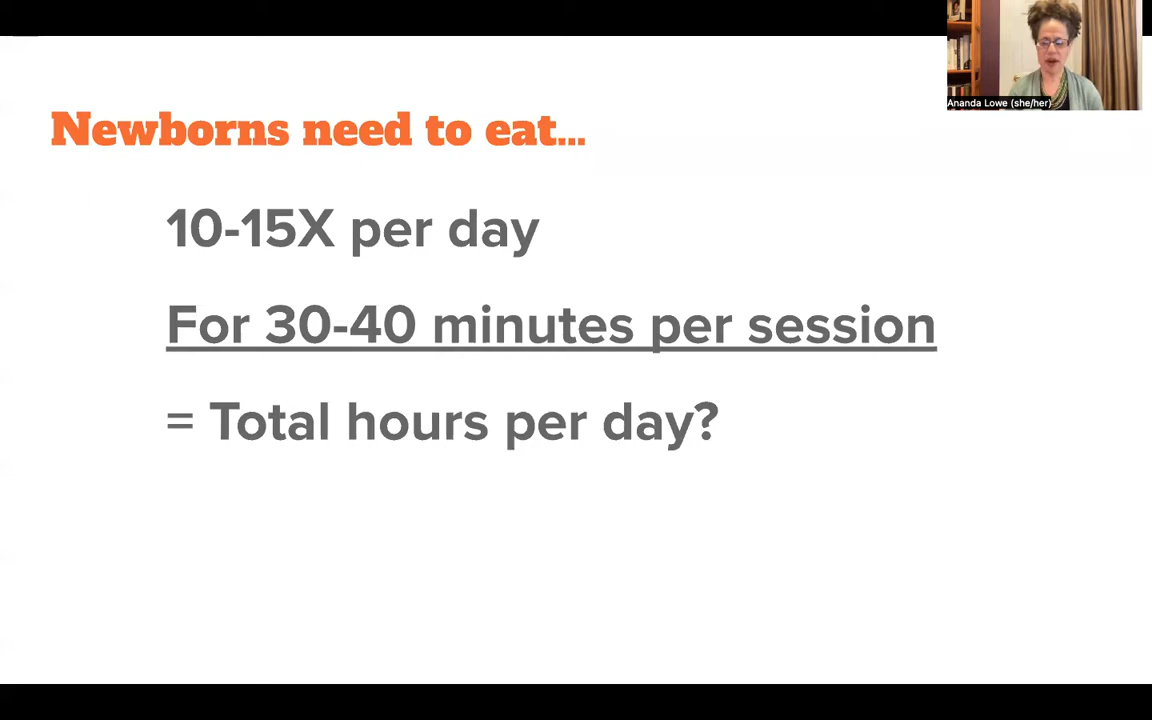 Ananda Lowe (she/her)
Newborns need to eat...
10-15X per day
For 30-40 minutes per session
= Total hours per day?